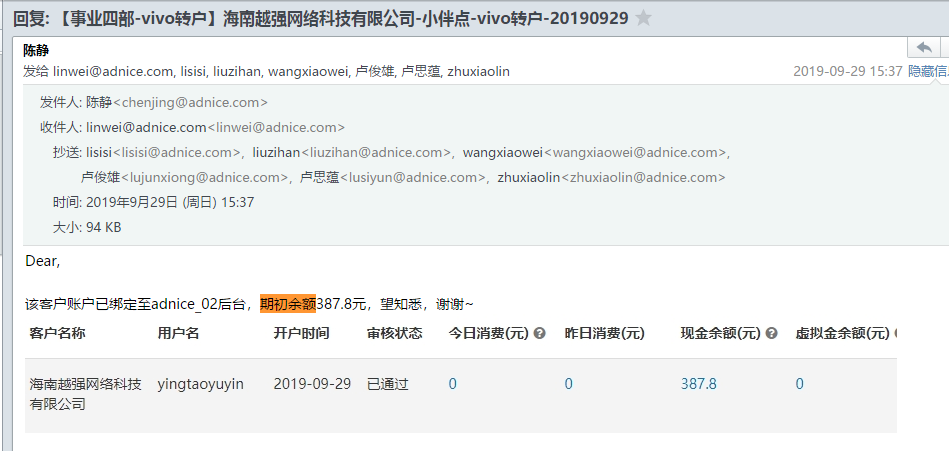 回复: 【事业四部-vivo转户】海南越强网络科技有限公司-小伴点-vivo转户-20190929
陈静
发给 linwei@adnice.com, lisisi, liuzihan, wangxiaowei, 卢俊雄, 卢思蕴, zhuxiaolin 2019-09-29 15:37 隐藏信
发件人: 陈静<chenjing@adnice.com>
收件人: linwei@adnice.com<linwei@adnice.com>
抄送: lisisi<lisisi@adnice.com>, liuzihan<liuzihan@adnice.com>, wangxiaowei<wangxiaowei@adnice.com>,
卢俊雄<lujunxiong@adnice.com>, 卢思蕴<lusiyun@adnice.com>, zhuxiaolin<zhuxiaolin@adnice.com>
时间: 2019年9月29日 (周日) 15:37
大小: 94 KB
Dear,
该客户账户已绑定至adnice_02后台，期初余额387.8元，望知悉，谢谢~
客户名称 用户名 开户时间 审核状态 今日消费(元) 昨日消费(元) 现金余额(元) 虚拟金余额(元)
海南越强网络科技 yingtaoyuyin 2019-09-29 已通过 0 0 387.8 0
有限公司